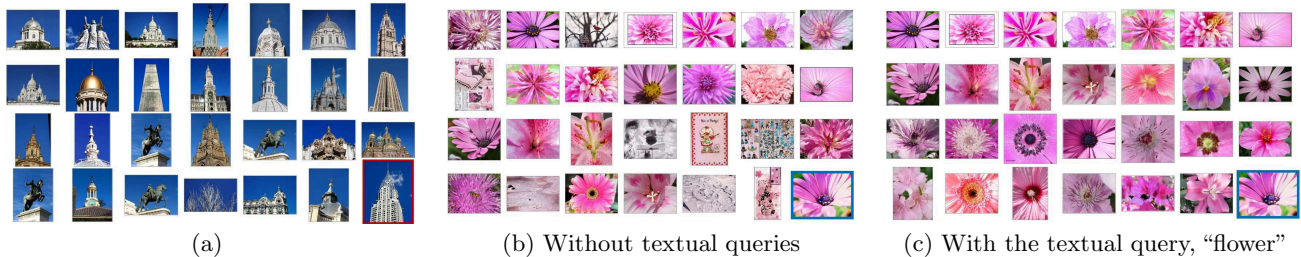 (a)
(b) Without textual queries
(c) With the textual query, “flower”